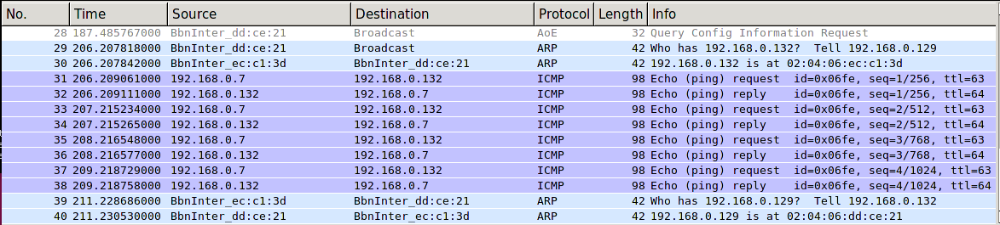 No. Time Source Destination Protocol Length Info
28 187.485767000 BbnInter_dd:ce:21 Broadcast AoE 32 Query Config Information Request
29 206.207818000 BbnInter_dd:ce:21 Broadcast ARP 42 Who has 192.168.0.132? Tell 192.168.0.129
30 206.207842000 BbnInter_ec:c1:3d BbnInter_dd:ce:21 ARP 42 192.168.0.132 is at 02:04:06:ec:c1:3d
31 206.209061000 192.168.0.7 192.168.0.132 ICMP 98 Echo (ping) request id=0x06fe, seq=1/256, ttl=63
32 206.209111000 192.168.0.132 192.168.0.7 ICMP 98 Echo (ping) reply id=0x06fe, seq=1/256, ttl=64
33 207.215234000 192.168.0.7 192.168.0.132 ICMP 98 Echo (ping) request id=0x06fe, seq=2/512, ttl=63
34 207.215265000 192.168.0.132 192.168.0.7 ICMP 98 Echo (ping) reply id=0x06fe, seq=2/512, ttl=64
35 208.216548000 192.168.0.7 192.168.0.132 ICMP 98 Echo (ping) request id=0x06fe, seq=3/768, ttl=63
36 208.216577000 192.168.0.132 192.168.0.7 ICMP 98 Echo (ping) reply id=0x06fe, seq=3/768, ttl=64
37 209.218729000 192.168.0.7 192.168.0.132 ICMP 98 Echo (ping) request id=0x06fe, seq=4/1024, ttl=63
38 209.218758000 192.168.0.132 192.168.0.7 ICMP 98 Echo (ping) reply id=0x06fe, seq=4/1024, ttl=64
39 211.228686000 BbnInter_ec:c1:3d BbnInter_dd:ce:21 ARP 42 Who has 192.168.0.129? Tell 192.168.0.132
40 211.230530000 BbnInter_dd:ce:21 BbnInter_ec:c1:3d ARP 42 192.168.0.129 is at 02:04:06:dd:ce:21